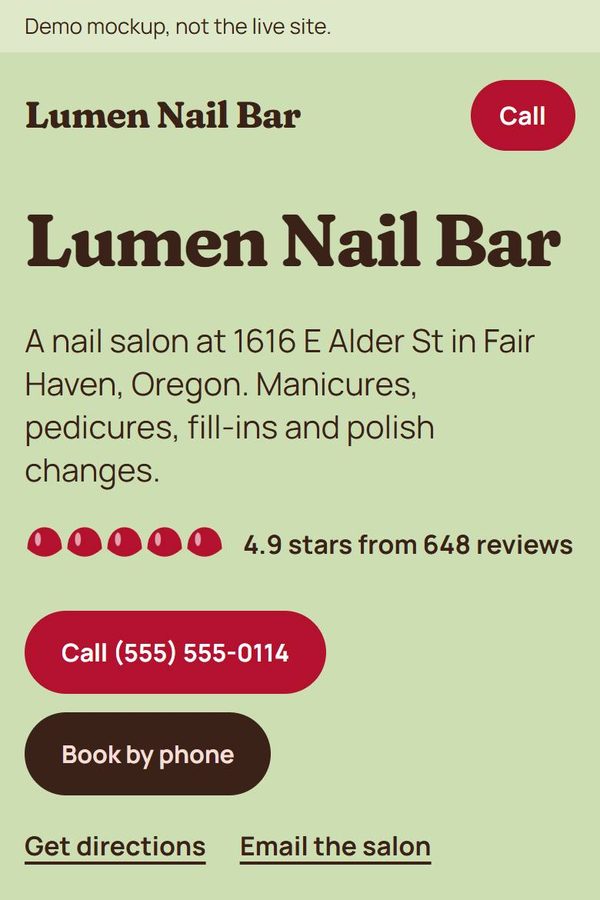 Demo mockup, not the live site.
Lumen Nail Bar
Call
Lumen Nail Bar
A nail salon at 1616 E Alder St in Fair
Haven, Oregon. Manicures,
pedicures, fill-ins and polish
changes.
4.9 stars from 648 reviews
Call (555) 555-0114
Book by phone
Get directions
Email the salon